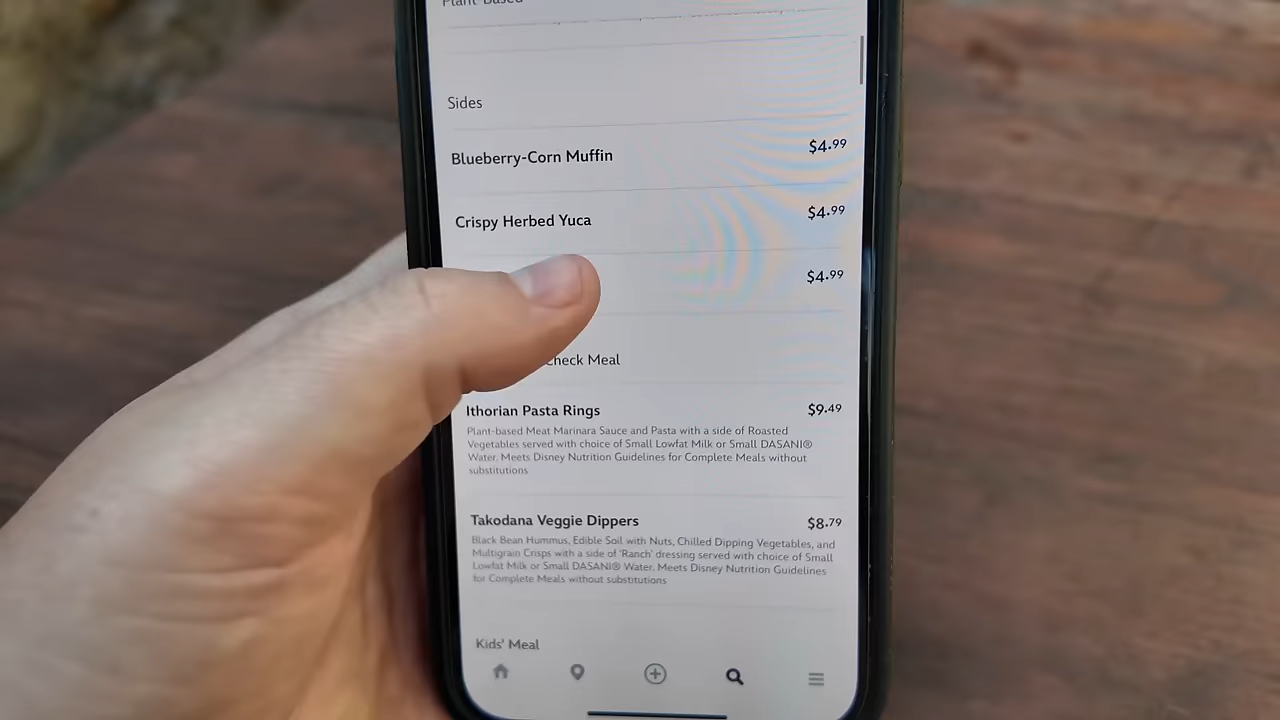 Plant-Based
Sides
Blueberry-Corn Muffin $4.99
Crispy Herbed Yuca $4.99
$4.99
Check Meal
Ithorian Pasta Rings $9.49
Plant-based Meat Marinara Sauce and Pasta with a side of Roasted
Vegetables served with choice of Small Lowfat Milk or Small DASANI®
Water. Meets Disney Nutrition Guidelines for Complete Meals without
substitutions
Takodana Veggie Dippers $8.79
Black Bean Hummus, Edible Soil with Nuts, Chilled Dipping Vegetables, and
Multigrain Crisps with a side of 'Ranch' dressing served with choice of Small
Lowfat Milk or Small DASANI® Water. Meets Disney Nutrition Guidelines
for Complete Meals without substitutions
Kids' Meal